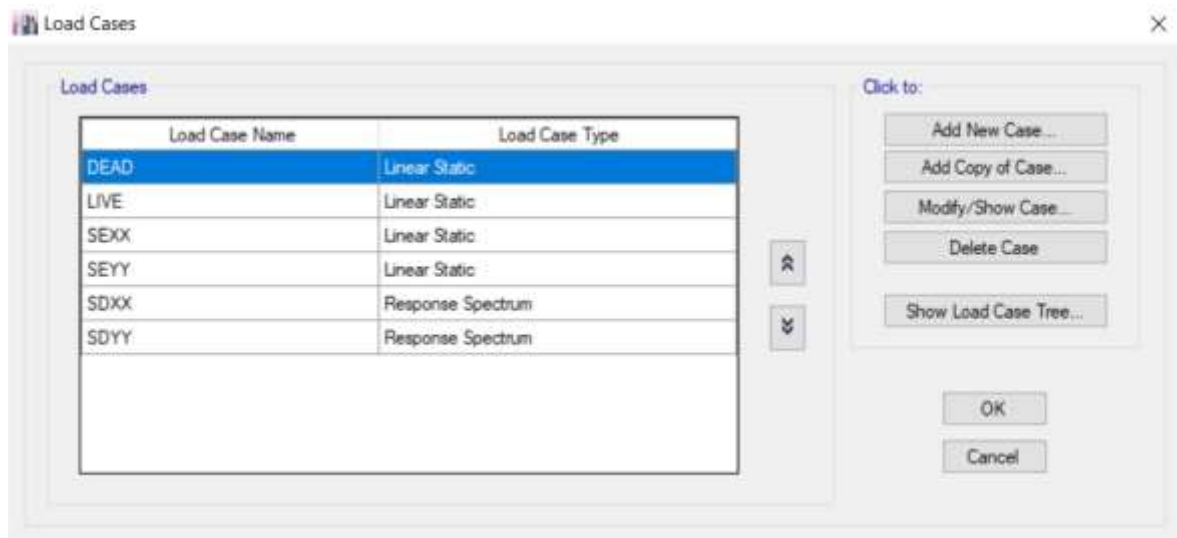 Load Cases
Load Cases
Click to:
Load Case Name Load Case Type
DEAD Linear Static
LIVE Linear Static
SEXX Linear Static
SEYY Linear Static
SDXX Response Spectrum
SDYY Response Spectrum
Add New Case...
Add Copy of Case...
Modify/Show Case...
Delete Case
Show Load Case Tree...
OK
Cancel